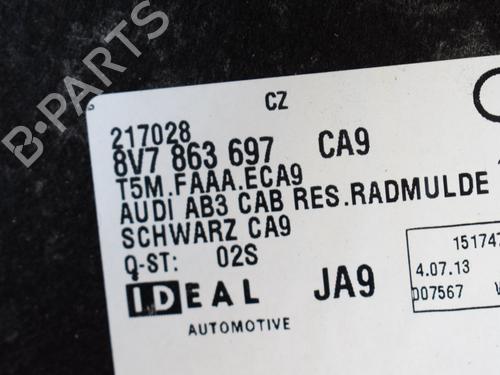 B-PARTS
CZ
217028
8V7 863 697 CA9
T5M.FAAA.ECA9
AUDI AB3 CAB RES.RADMULDE
SCHWARZ CA9
Q-ST: 02S
IDEAL JA9
AUTOMOTIVE
151747
4.07.13
D07567